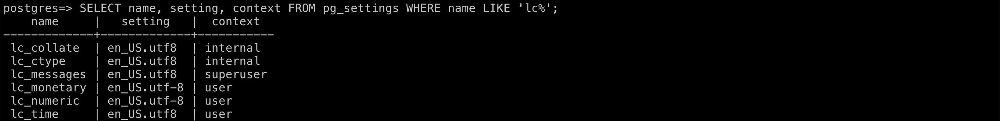 postgres=> SELECT name, setting, context FROM pg_settings WHERE name LIKE 'lc%';
    name     |   setting   |  context
-------------+-------------+-----------
 lc_collate  | en_US.utf8  | internal
 lc_ctype    | en_US.utf8  | internal
 lc_messages | en_US.utf8  | superuser
 lc_monetary | en_US.utf-8 | user
 lc_numeric  | en_US.utf-8 | user
 lc_time     | en_US.utf8  | user